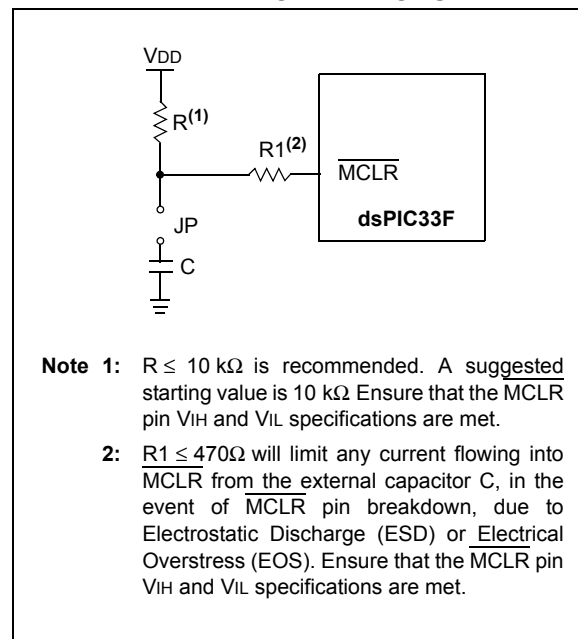 VDD
R(1)
R1(2)
MCLR
dsPIC33F
JP
C
Note 1: R ≤ 10 kΩ is recommended. A suggested
starting value is 10 kΩ Ensure that the MCLR
pin VIH and VIL specifications are met.
2: R1 ≤ 470Ω will limit any current flowing into
MCLR from the external capacitor C, in the
event of MCLR pin breakdown, due to
Electrostatic Discharge (ESD) or Electrical
Overstress (EOS). Ensure that the MCLR pin
VIH and VIL specifications are met.